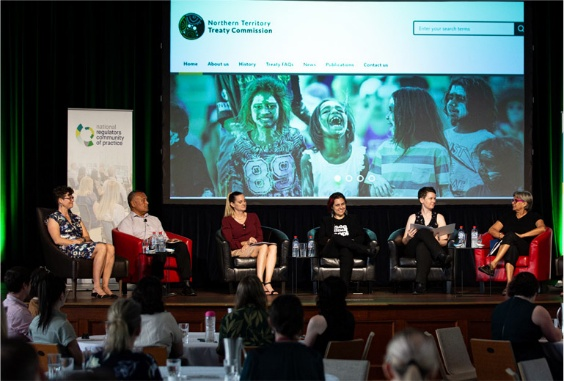 Northern Territory
Treaty Commission
Enter your search terms
Home About us History Treaty FAQs News Publications Contact us
national
regulators
community
of practice